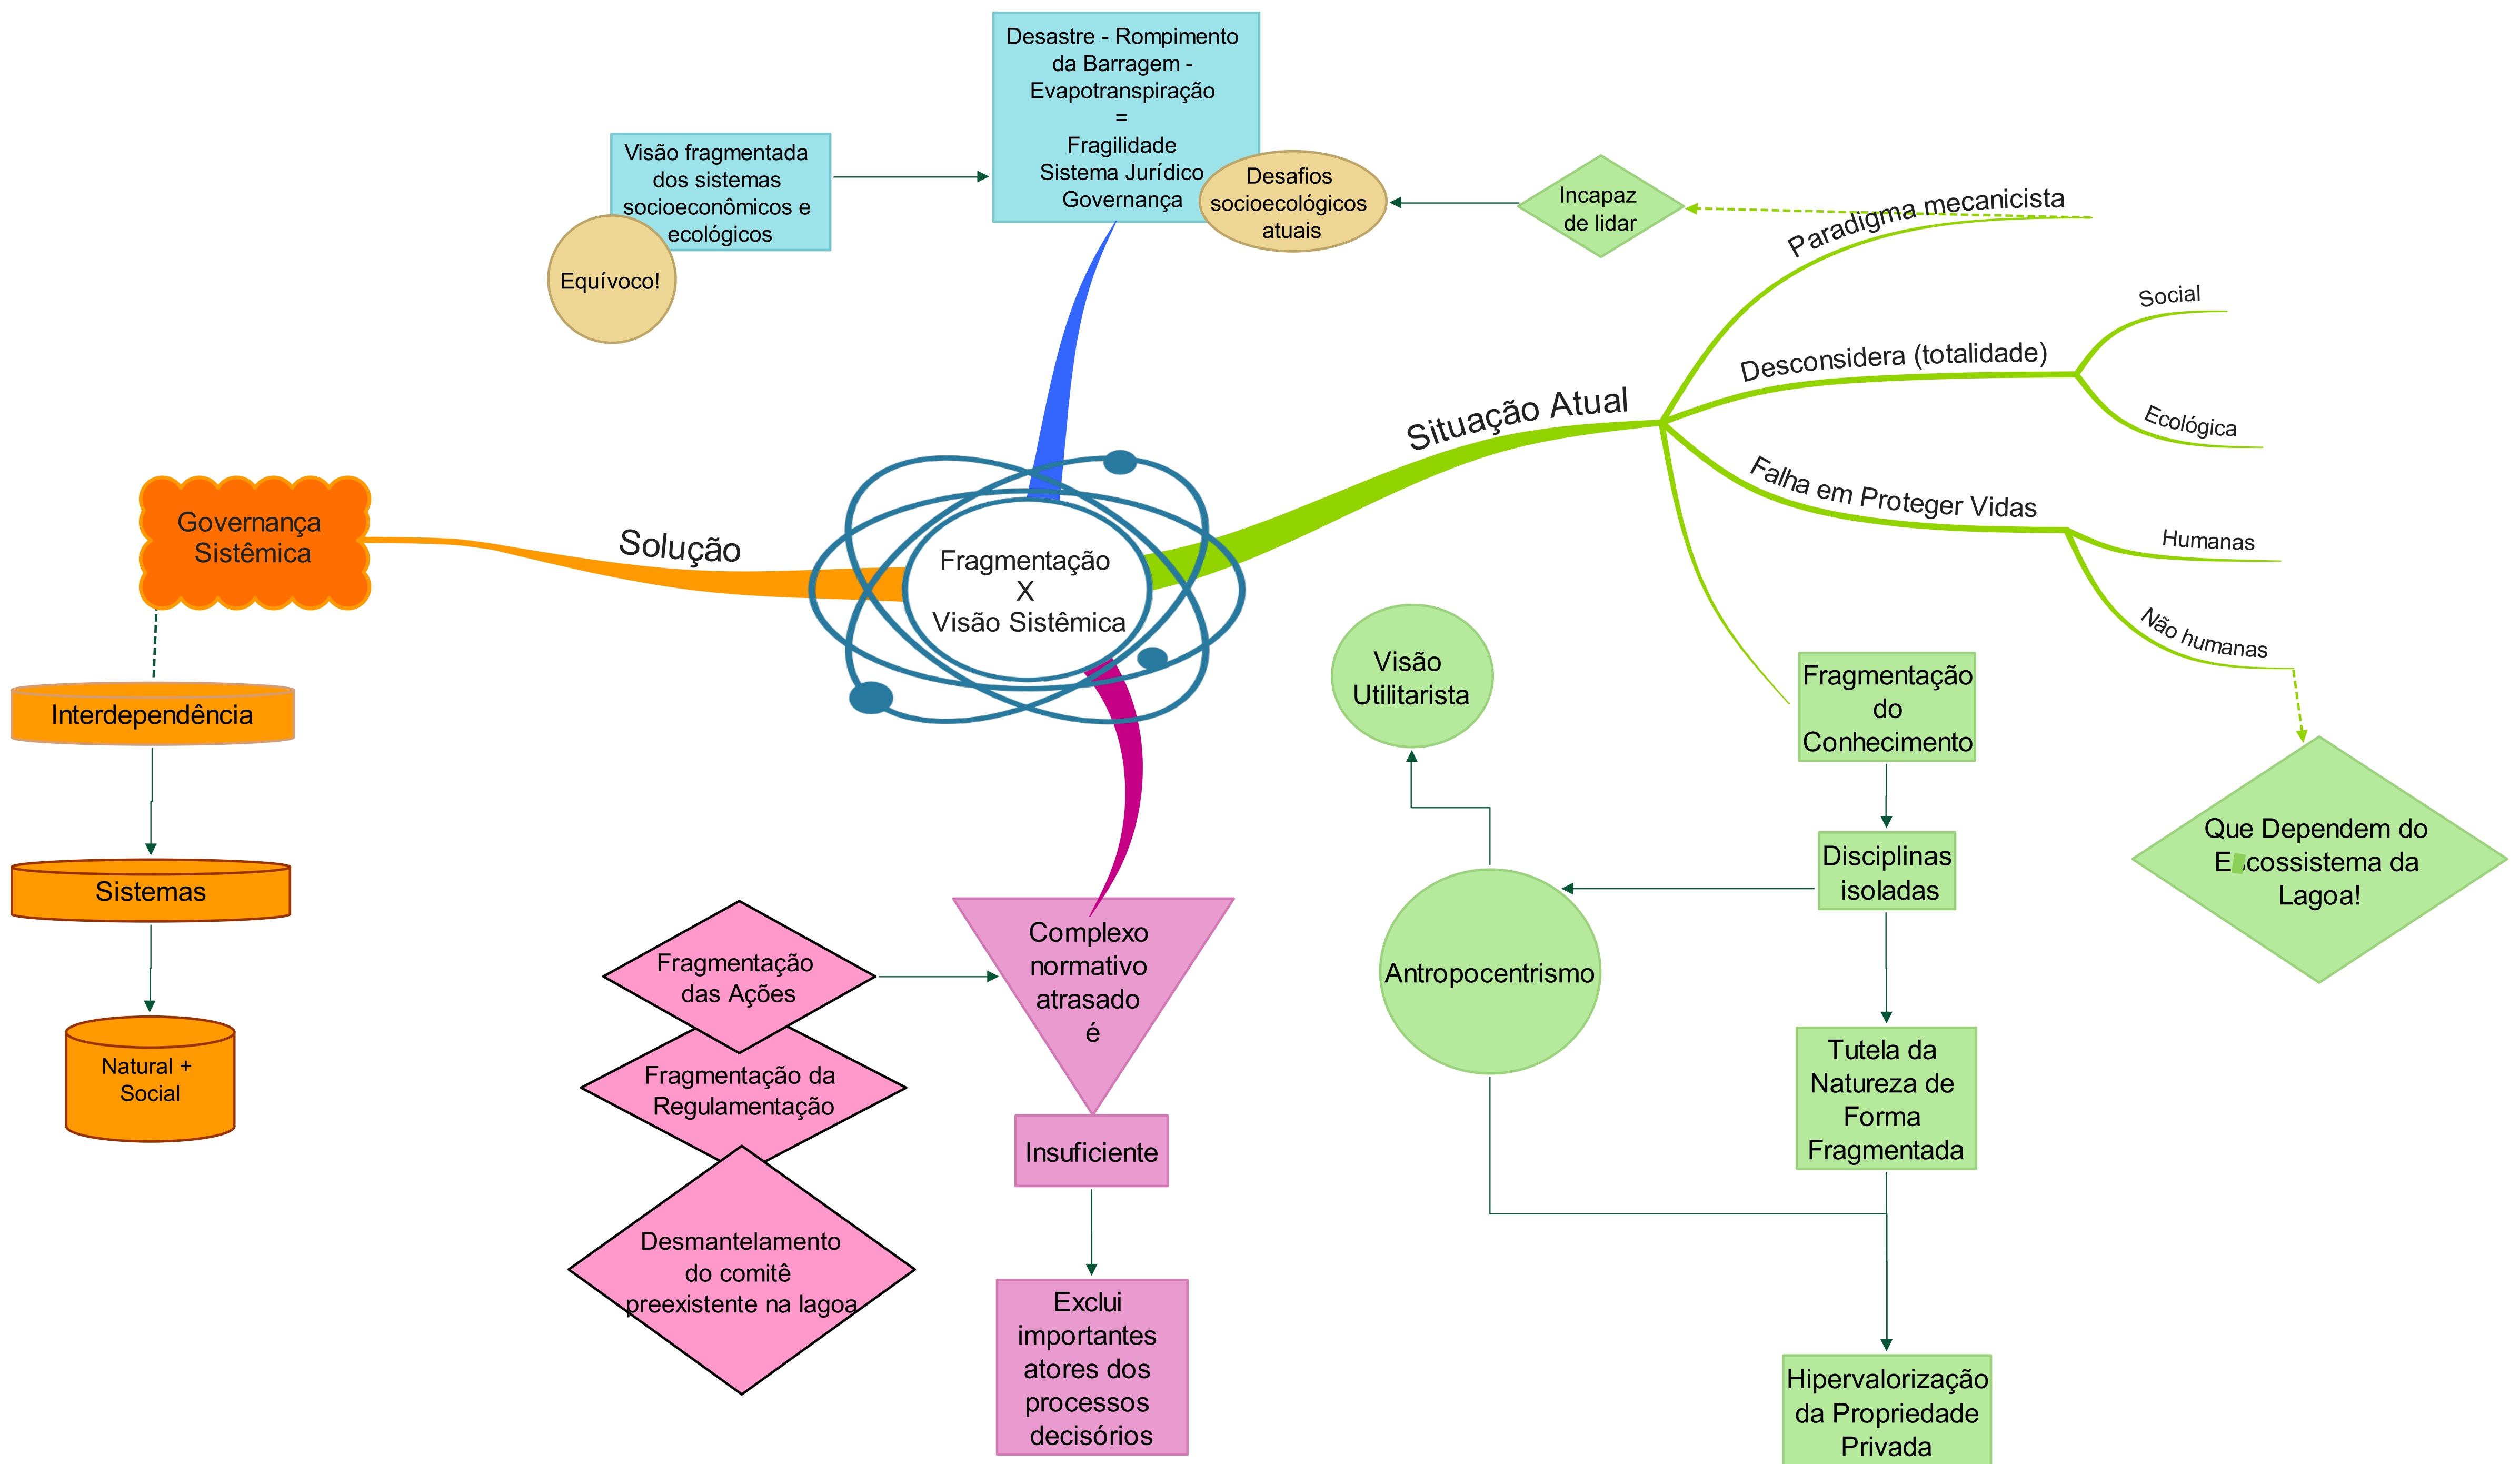 Desastre - Rompimento
da Barragem -
Evapotranspiração
=
Fragilidade
Sistema Jurídico
Governança
Visão fragmentada
dos sistemas
socioeconômicos e
ecológicos
Equívoco!
Desafios
socioecológicos
atuais
Incapaz
de lidar
Paradigma mecanicista
Desconsidera (totalidade)
Social
Ecológica
Situação Atual
Falha em Proteger Vidas
Humanas
Não humanas
Que Dependem do
Escossistema da
Lagoa!
Governança
Sistêmica
Solução
Fragmentação
X
Visão Sistêmica
Interdependência
Sistemas
Natural +
Social
Visão
Utilitarista
Fragmentação
do
Conhecimento
Disciplinas
isoladas
Antropocentrismo
Tutela da
Natureza de
Forma
Fragmentada
Hipervalorização
da Propriedade
Privada
Complexo
normativo
atrasado
é
Fragmentação
das Ações
Fragmentação da
Regulamentação
Desmantelamento
do comitê
preexistente na lagoa
Insuficiente
Exclui
importantes
atores dos
processos
decisórios